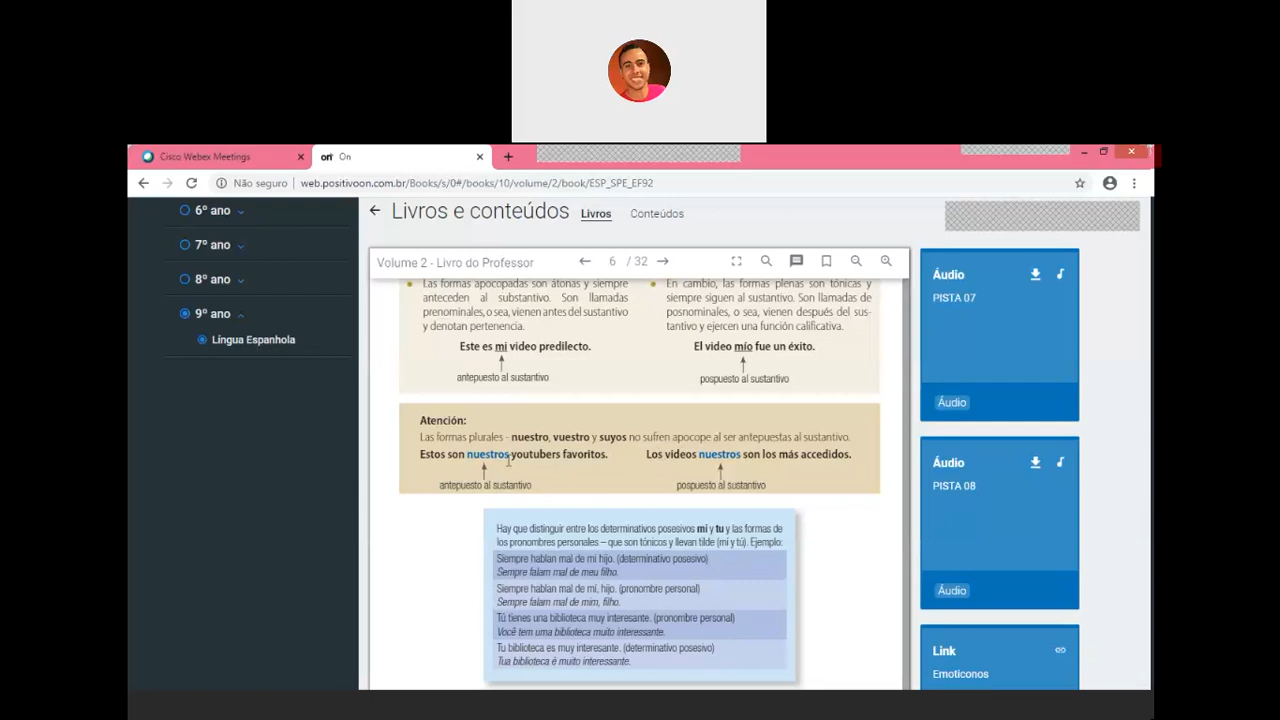 Cisco Webex Meetings
on On
Não seguro web.positivoon.com.br/Books/s/0#/books/10/volume/2/book/ESP_SPE_EF92
6º ano
7º ano
8º ano
9º ano
Língua Espanhola
Livros e conteúdos Livros Conteúdos
Volume 2 - Livro do Professor 6 / 32
Las formas apocopadas son átonas y siempre
anteceden al substantivo. Son llamadas
prenominales, o sea, vienen antes del sustantivo
y denotan pertenencia.
Este es mi video predilecto.
antepuesto al sustantivo
En cambio, las formas plenas son tónicas y
siempre siguen al sustantivo. Son llamadas de
posnominales, o sea, vienen después del sus-
tantivo y ejercen una función calificativa.
El video mío fue un éxito.
pospuesto al sustantivo
Atención:
Las formas plurales - nuestro, vuestro y suyos no sufren apocope al ser antepuestas al sustantivo.
Estos son nuestros youtubers favoritos. Los videos nuestros son los más accedidos.
antepuesto al sustantivo pospuesto al sustantivo
Hay que distinguir entre los determinativos posesivos mi y tu y las formas de
los pronombres personales – que son tónicos y llevan tilde (mí y tú). Ejemplo:
Siempre hablan mal de mi hijo. (determinativo posesivo)
Sempre falam mal de meu filho.
Siempre hablan mal de mí, hijo. (pronombre personal)
Sempre falam mal de mim, filho.
Tú tienes una biblioteca muy interesante. (pronombre personal)
Você tem uma biblioteca muito interessante.
Tu biblioteca es muy interesante. (determinativo posesivo)
Tua biblioteca é muito interessante.
Áudio
PISTA 07
Áudio
Áudio
PISTA 08
Áudio
Link
Emoticonos